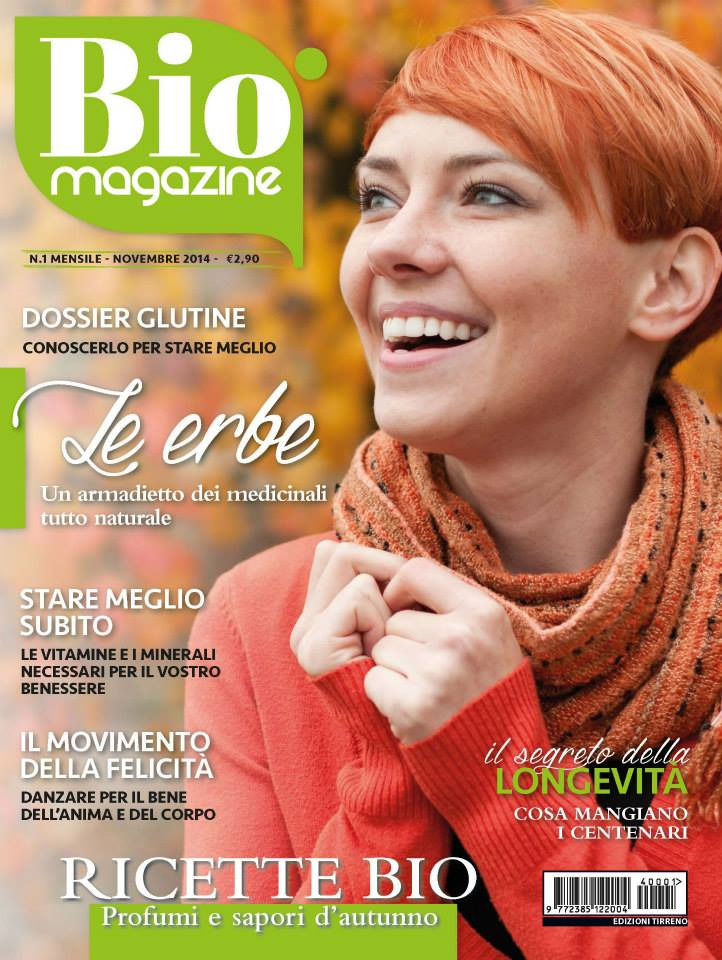 Bio
magazine
N.1 MENSILE - NOVEMBRE 2014 - €2,90
DOSSIER GLUTINE
CONOSCERLO PER STARE MEGLIO
Le erbe
Un armadietto dei medicinali
tutto naturale
STARE MEGLIO
SUBITO
LE VITAMINE E I MINERALI
NECESSARI PER IL VOSTRO
BENESSERE
IL MOVIMENTO
DELLA FELICITÀ
DANZARE PER IL BENE
DELL'ANIMA E DEL CORPO
il segreto della
LONGEVITÀ
COSA MANGIANO
I CENTENARI
RICETTE BIO
Profumi e sapori d'autunno
40001>
9 772385 122004
EDIZIONI TIRRENO